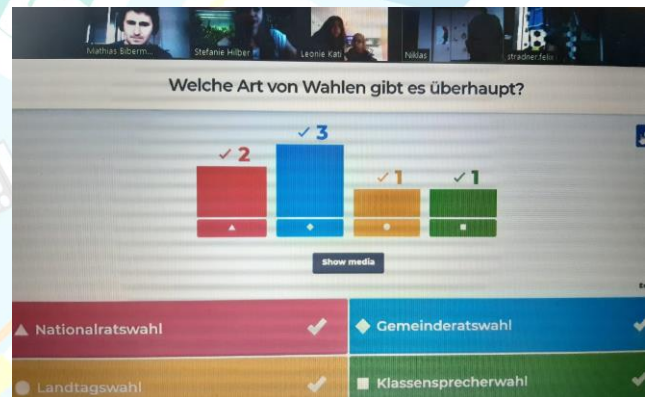 Mathias Biberm...
Stefanie Hilber
Leonie Kati
Niklas
stradner.felix
Welche Art von Wahlen gibt es überhaupt?
✓ 2
✓ 3
✓ 1
✓ 1
Show media
Nationalratswahl
Gemeinderatswahl
Landtagswahl
Klassensprecherwahl